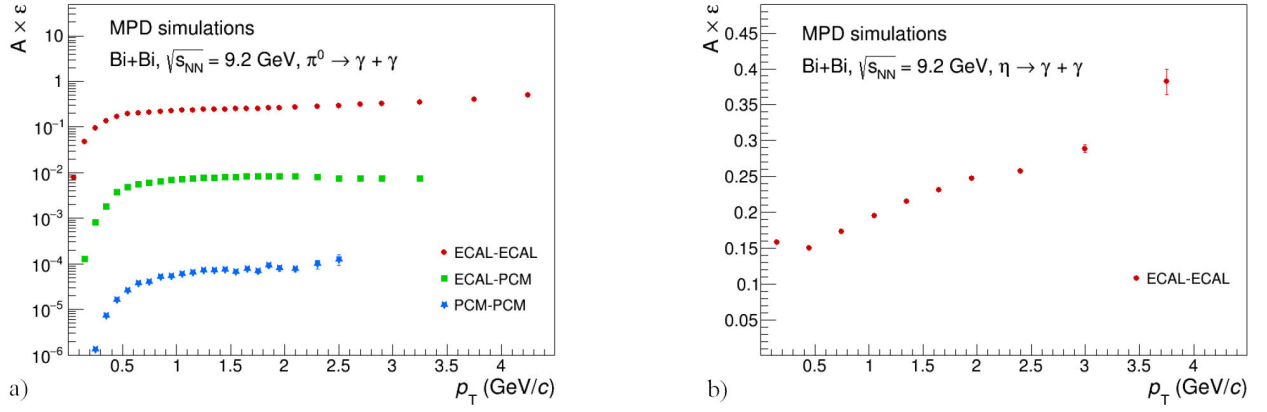 A × ε
10
1
10⁻¹
10⁻²
10⁻³
10⁻⁴
10⁻⁵
10⁻⁶
MPD simulations
Bi+Bi, √s_NN = 9.2 GeV, π⁰ → γ + γ
ECAL-ECAL
ECAL-PCM
PCM-PCM
0.5 1 1.5 2 2.5 3 3.5 4
p_T (GeV/c)
a)
A × ε
0.45
0.4
0.35
0.3
0.25
0.2
0.15
0.1
0.05
MPD simulations
Bi+Bi, √s_NN = 9.2 GeV, η → γ + γ
ECAL-ECAL
0.5 1 1.5 2 2.5 3 3.5 4
p_T (GeV/c)
b)